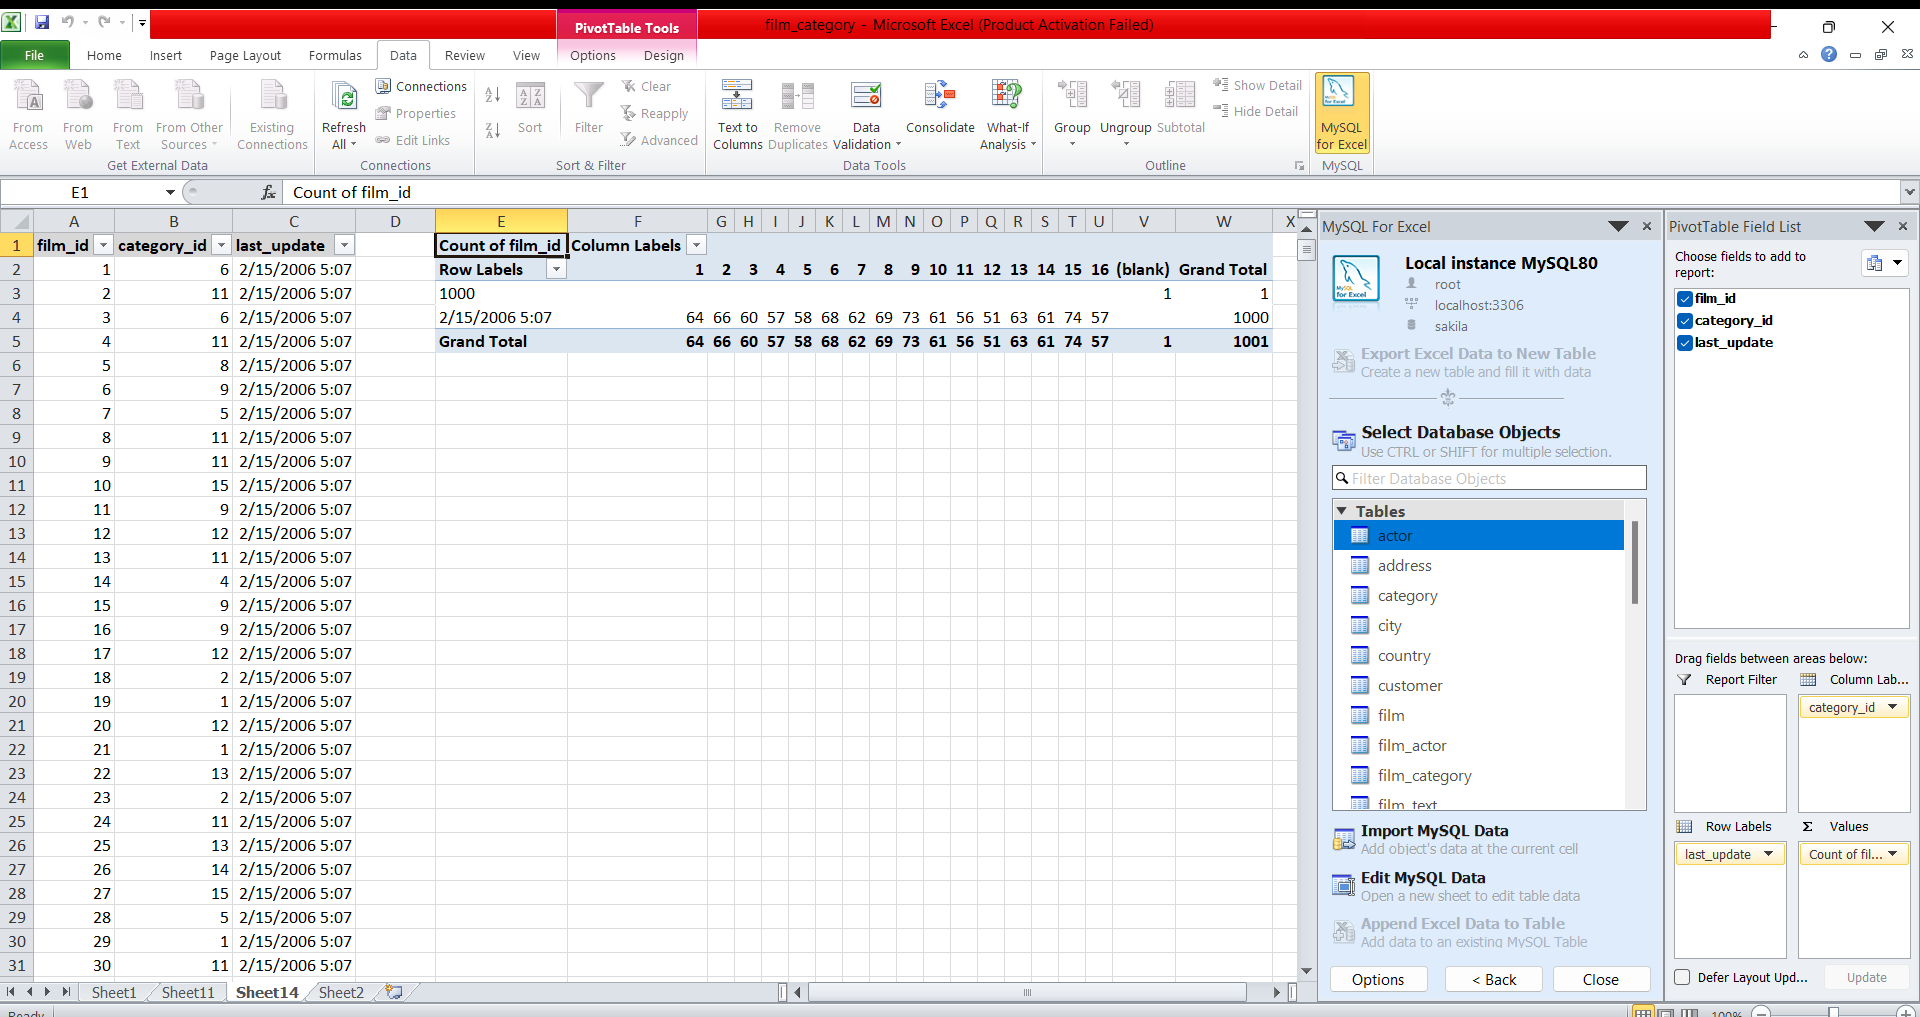 PivotTable Tools
film_category - Microsoft Excel (Product Activation Failed)
File Home Insert Page Layout Formulas Data Review View Options Design
From Access
From Web
From Text
From Other Sources
Existing Connections
Get External Data
Refresh All
Connections
Properties
Edit Links
Connections
Sort
Filter
Clear
Reapply
Advanced
Sort & Filter
Text to Columns
Remove Duplicates
Data Validation
Consolidate
What-If Analysis
Data Tools
Group
Ungroup
Subtotal
Show Detail
Hide Detail
Outline
MySQL for Excel
MySQL
E1 fx Count of film_id
A B C D E F G H I J K L M N O P Q R S T U V W X
1 film_id category_id last_update Count of film_id Column Labels
2 1 6 2/15/2006 5:07 Row Labels 1 2 3 4 5 6 7 8 9 10 11 12 13 14 15 16 (blank) Grand Total
3 2 11 2/15/2006 5:07 1000 1 1
4 3 6 2/15/2006 5:07 2/15/2006 5:07 64 66 60 57 58 68 62 69 73 61 56 51 63 61 74 57 1000
5 4 11 2/15/2006 5:07 Grand Total 64 66 60 57 58 68 62 69 73 61 56 51 63 61 74 57 1 1001
6 5 8 2/15/2006 5:07
7 6 9 2/15/2006 5:07
8 7 5 2/15/2006 5:07
9 8 11 2/15/2006 5:07
10 9 11 2/15/2006 5:07
11 10 15 2/15/2006 5:07
12 11 9 2/15/2006 5:07
13 12 12 2/15/2006 5:07
14 13 11 2/15/2006 5:07
15 14 4 2/15/2006 5:07
16 15 9 2/15/2006 5:07
17 16 9 2/15/2006 5:07
18 17 12 2/15/2006 5:07
19 18 2 2/15/2006 5:07
20 19 1 2/15/2006 5:07
21 20 12 2/15/2006 5:07
22 21 1 2/15/2006 5:07
23 22 13 2/15/2006 5:07
24 23 2 2/15/2006 5:07
25 24 11 2/15/2006 5:07
26 25 13 2/15/2006 5:07
27 26 14 2/15/2006 5:07
28 27 15 2/15/2006 5:07
29 28 5 2/15/2006 5:07
30 29 1 2/15/2006 5:07
31 30 11 2/15/2006 5:07
Sheet1 Sheet11 Sheet14 Sheet2
Ready
100%
MySQL For Excel
MySQL for Excel
Local instance MySQL80
root
localhost:3306
sakila
Export Excel Data to New Table
Create a new table and fill it with data
Select Database Objects
Use CTRL or SHIFT for multiple selection.
Filter Database Objects
Tables
actor
address
category
city
country
customer
film
film_actor
film_category
film_text
Import MySQL Data
Add object's data at the current cell
Edit MySQL Data
Open a new sheet to edit table data
Append Excel Data to Table
Add data to an existing MySQL Table
Options < Back Close
PivotTable Field List
Choose fields to add to
report:
film_id
category_id
last_update
Drag fields between areas below:
Report Filter Column Lab...
category_id
Row Labels Σ Values
last_update Count of fil...
Defer Layout Upd... Update